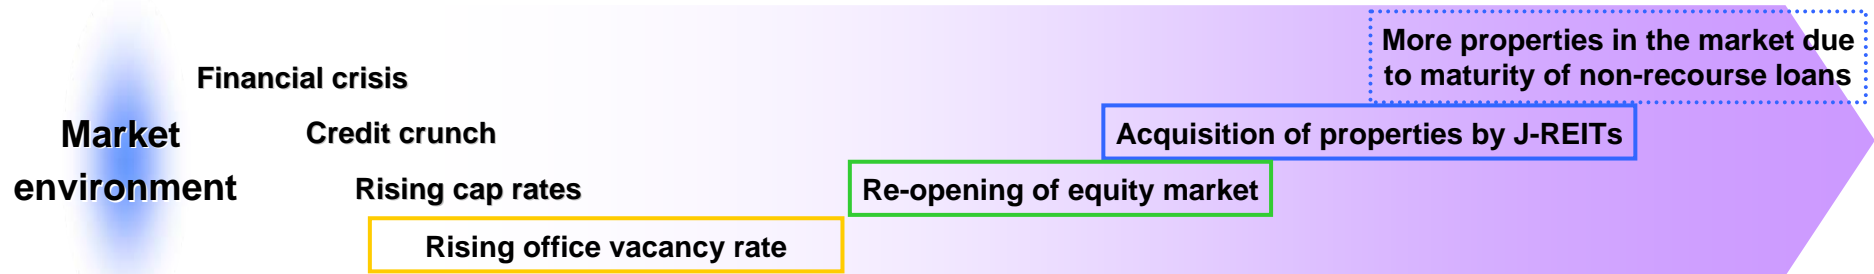 Market
environment
Financial crisis
Credit crunch
Rising cap rates
Rising office vacancy rate
Re-opening of equity market
Acquisition of properties by J-REITs
More properties in the market due
to maturity of non-recourse loans